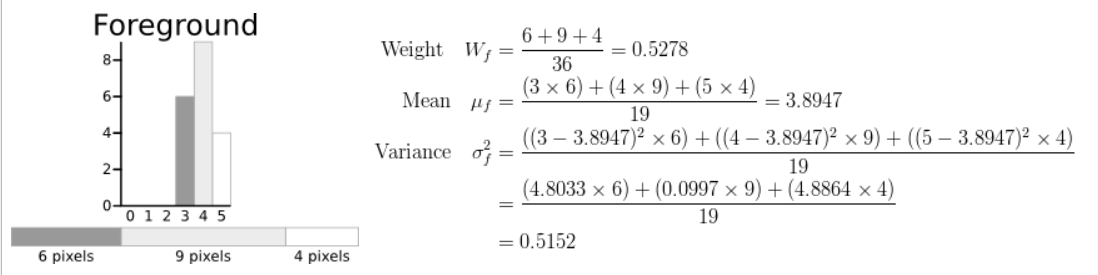 Foreground
8
6
4
2
0
0 1 2 3 4 5
6 pixels 9 pixels 4 pixels
Weight W_f = (6 + 9 + 4) / 36 = 0.5278
Mean μ_f = ((3 × 6) + (4 × 9) + (5 × 4)) / 19 = 3.8947
Variance σ_f^2 = (((3 − 3.8947)^2 × 6) + ((4 − 3.8947)^2 × 9) + ((5 − 3.8947)^2 × 4) / 19
= ((4.8033 × 6) + (0.0997 × 9) + (4.8864 × 4)) / 19
= 0.5152